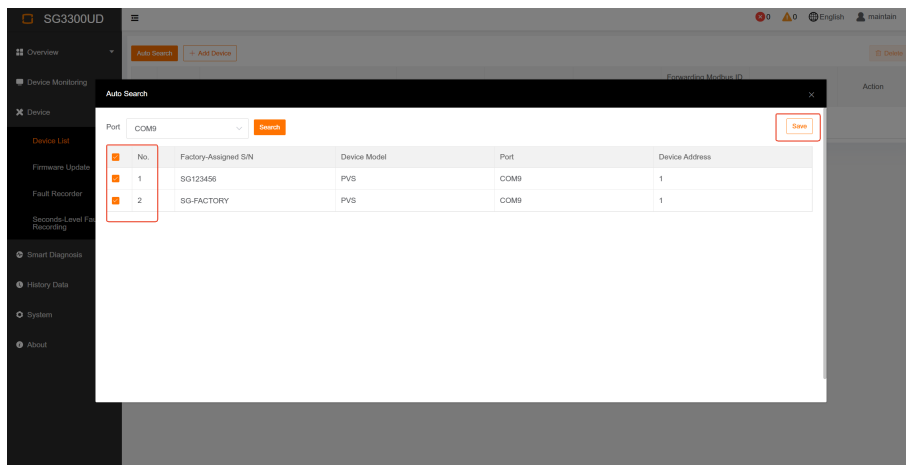 SG3300UD
0 0 English maintain
Overview
Auto Search + Add Device Delete
Device Monitoring
Forwarding Modbus ID
Action
Auto Search
Device
Port COM9 Search Save
Device List
No. Factory-Assigned S/N Device Model Port Device Address
Firmware Update
1 SG123456 PVS COM9 1
Fault Recorder
2 SG-FACTORY PVS COM9 1
Seconds-Level Fau
Recording
Smart Diagnosis
History Data
System
About